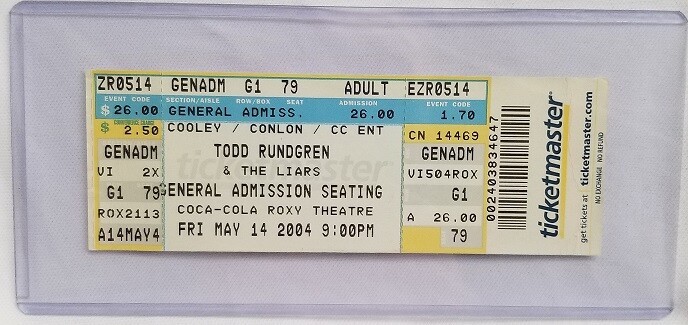 ZR0514 GENADM G1 79 ADULT EZR0514
EVENT CODE SECTION/AISLE ROW/BOX SEAT ADMISSION EVENT CODE
$ 26.00 GENERAL ADMISS. 26.00 1.70
$ 2.50 COOLEY / CONLON / CC ENT CN 14469
GENADM TODD RUNDGREN GENADM
VI 2X & THE LIARS VI504ROX
G1 79 GENERAL ADMISSION SEATING G1
ROX2113 COCA-COLA ROXY THEATRE A 26.00
A14MAY4 FRI MAY 14 2004 9:00PM 79
ticketmaster
002403834647
ticketmaster®
get tickets at ticketmaster.com
NO EXCHANGE NO REFUND